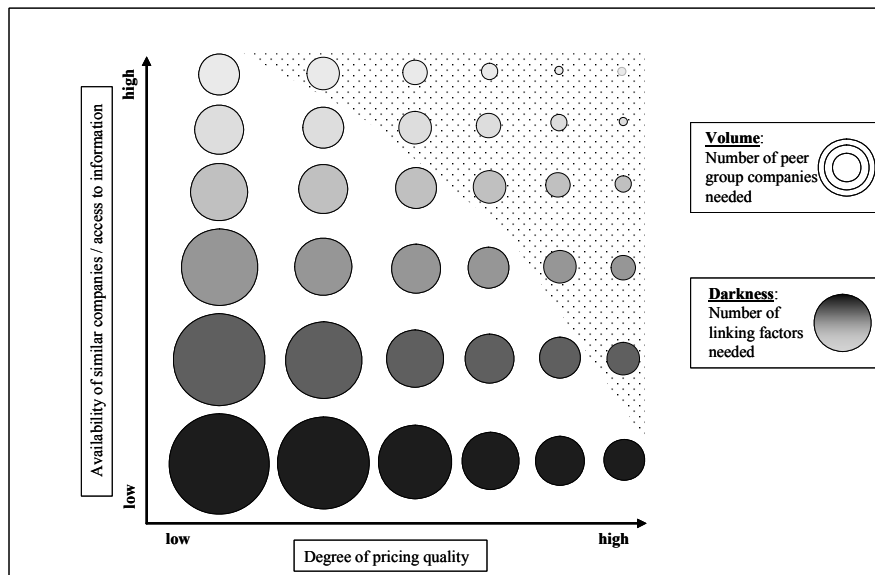 high
Availability of similar companies / access to information
low
low
high
Degree of pricing quality
Volume:
Number of peer
group companies
needed
Darkness:
Number of
linking factors
needed